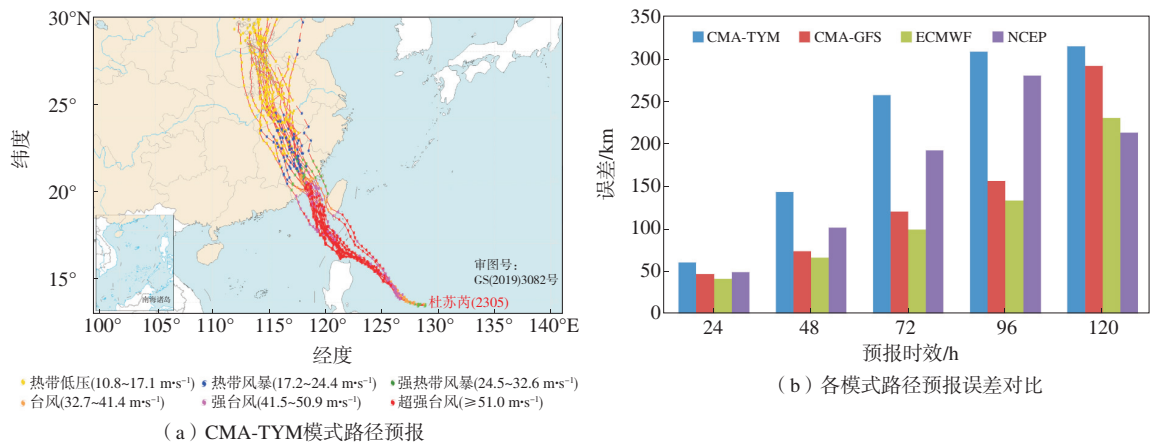 30°N
25°
20°
15°
纬度
100°
105°
110°
115°
120°
125°
130°
135°
140°E
经度
南海诸岛
审图号：
GS(2019)3082号
杜苏芮(2305)
热带低压(10.8~17.1 m•s⁻¹) 热带风暴(17.2~24.4 m•s⁻¹) 强热带风暴(24.5~32.6 m•s⁻¹)
台风(32.7~41.4 m•s⁻¹) 强台风(41.5~50.9 m•s⁻¹) 超强台风(≥51.0 m•s⁻¹)
（a）CMA-TYM模式路径预报
350
300
250
200
150
100
50
0
误差/km
CMA-TYM CMA-GFS ECMWF NCEP
24 48 72 96 120
预报时效/h
（b）各模式路径预报误差对比